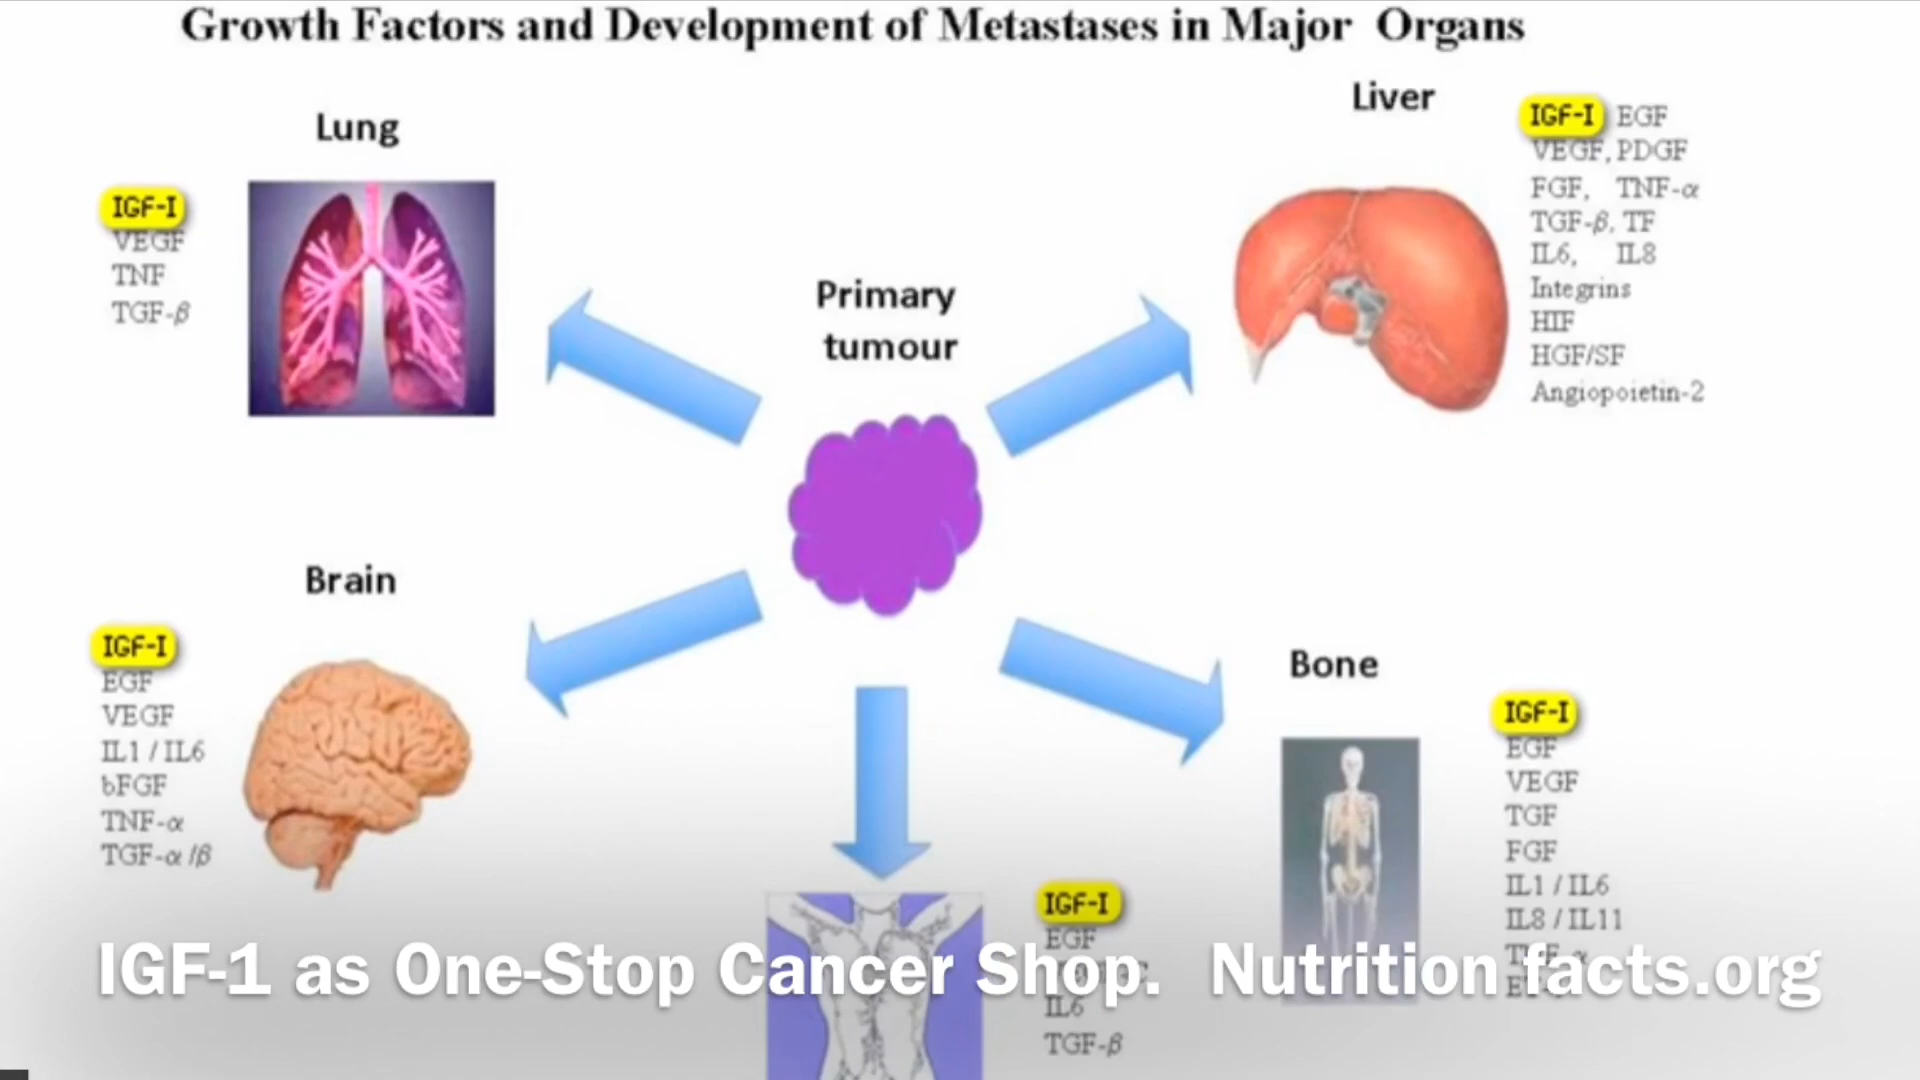 Growth Factors and Development of Metastases in Major Organs
Lung
IGF-I
VEGF
TNF
TGF-β
Primary
tumour
Liver
IGF-I EGF
VEGF, PDGF
FGF, TNF-α
TGF-β, TF
IL6, IL8
Integrins
HIF
HGF/SF
Angiopoietin-2
Brain
IGF-I
EGF
VEGF
IL1 / IL6
bFGF
TNF-α
TGF-α /β
Bone
IGF-I
EGF
VEGF
TGF
FGF
IL1 / IL6
IL8 / IL11
IGF-I
EGF
IL6
TGF-β
IGF-1 as One-Stop Cancer Shop. Nutrition facts.org